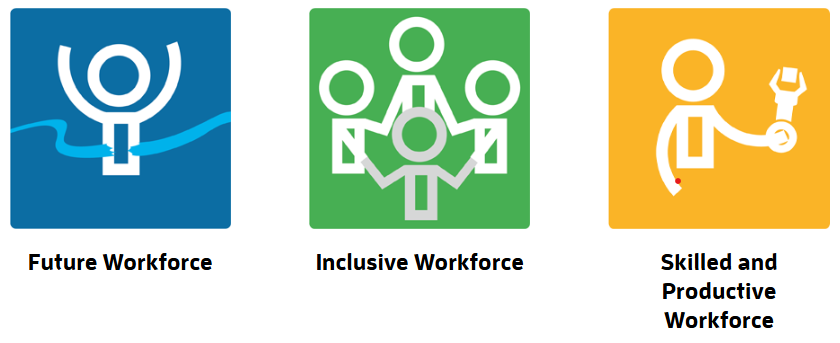 Future Workforce
Inclusive Workforce
Skilled and
Productive
Workforce